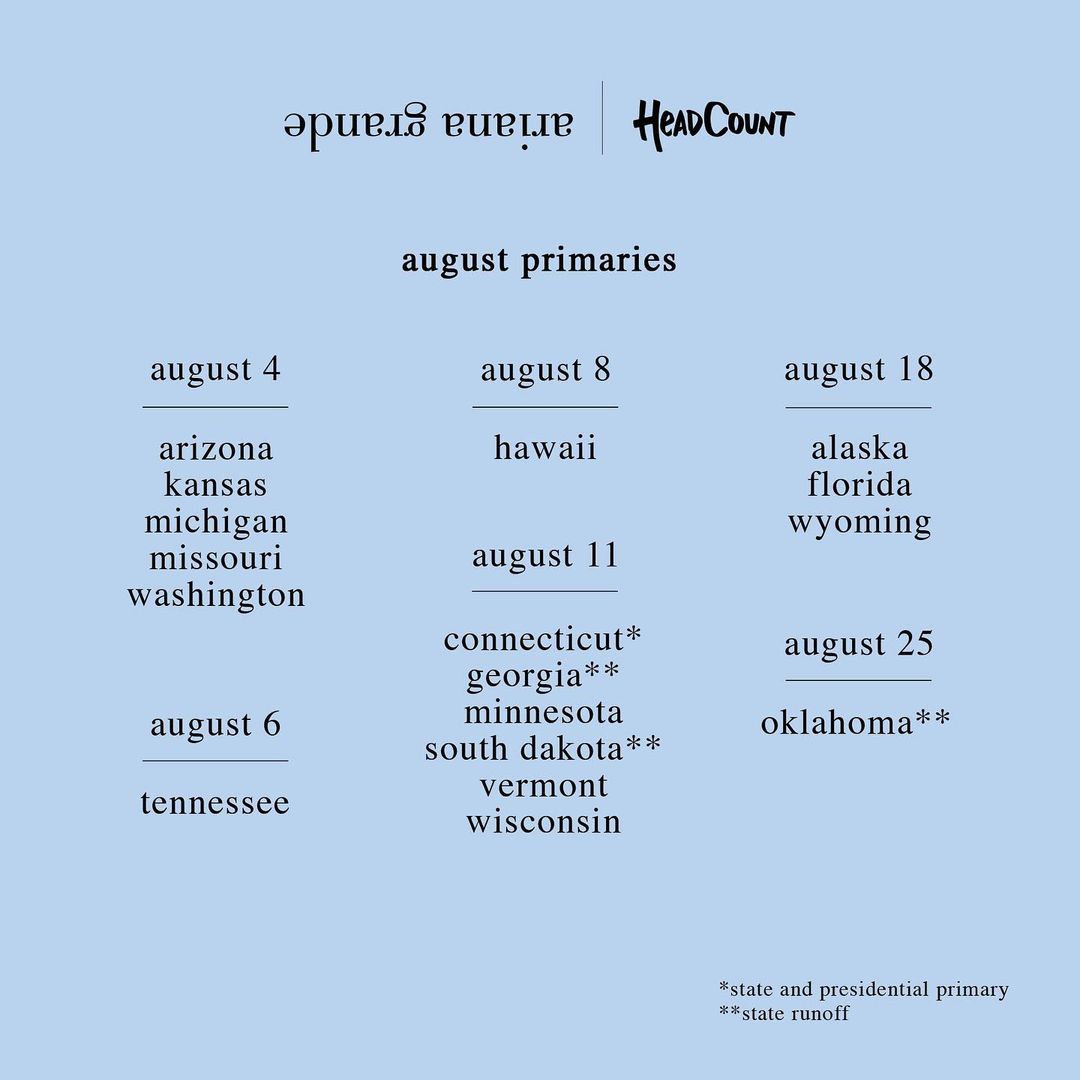 ariana grande
HEADCOUNT
august primaries
august 4
arizona
kansas
michigan
missouri
washington
august 6
tennessee
august 8
hawaii
august 11
connecticut*
georgia**
minnesota
south dakota**
vermont
wisconsin
august 18
alaska
florida
wyoming
august 25
oklahoma**
*state and presidential primary
**state runoff